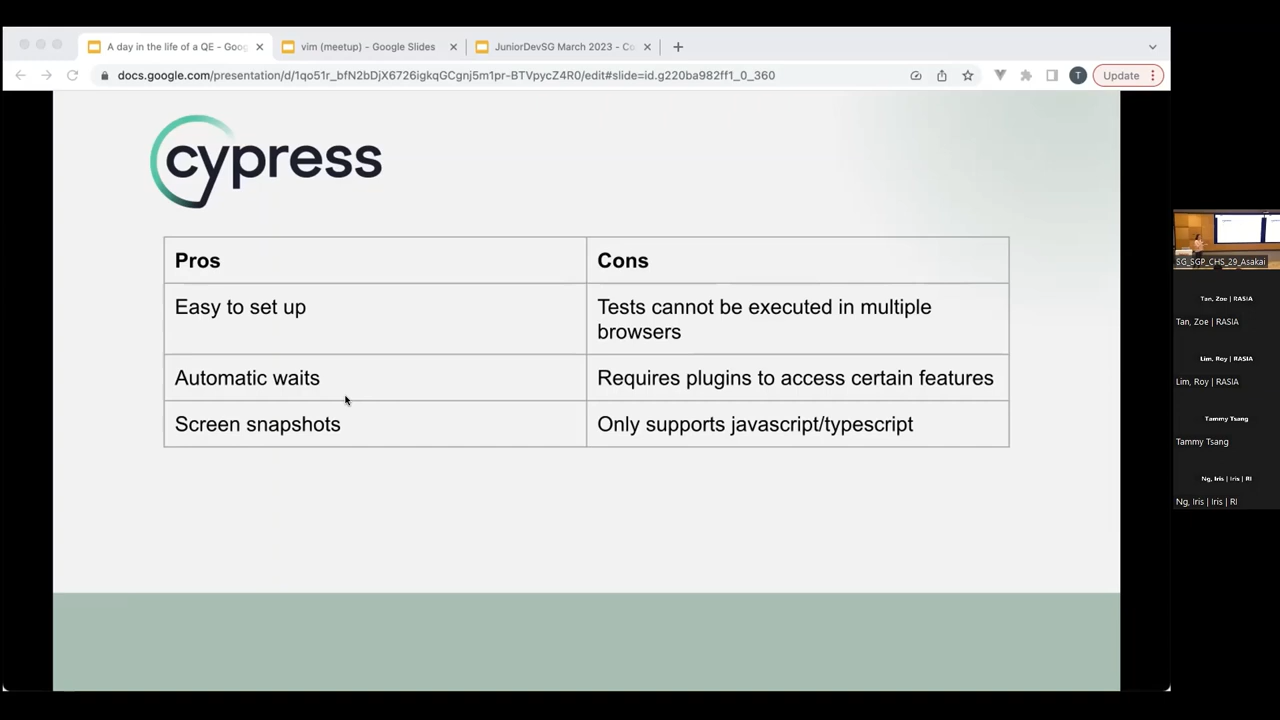 A day in the life of a QE - Goog
vim (meetup) - Google Slides
JuniorDevSG March 2023 - Co
docs.google.com/presentation/d/1qo51r_bfN2bDjX6726igkqGCgnj5m1pr-BTVpycZ4R0/edit#slide=id.g220ba982ff1_0_360
T
Update
cypress
Pros
Cons
Easy to set up
Tests cannot be executed in multiple
browsers
Automatic waits
Requires plugins to access certain features
Screen snapshots
Only supports javascript/typescript
SG_SGP_CHS_29_Asakai
Tan, Zoe | RASIA
Tan, Zoe | RASIA
Lim, Roy | RASIA
Lim, Roy | RASIA
Tammy Tsang
Tammy Tsang
Ng, Iris | Iris | RI
Ng, Iris | Iris | RI